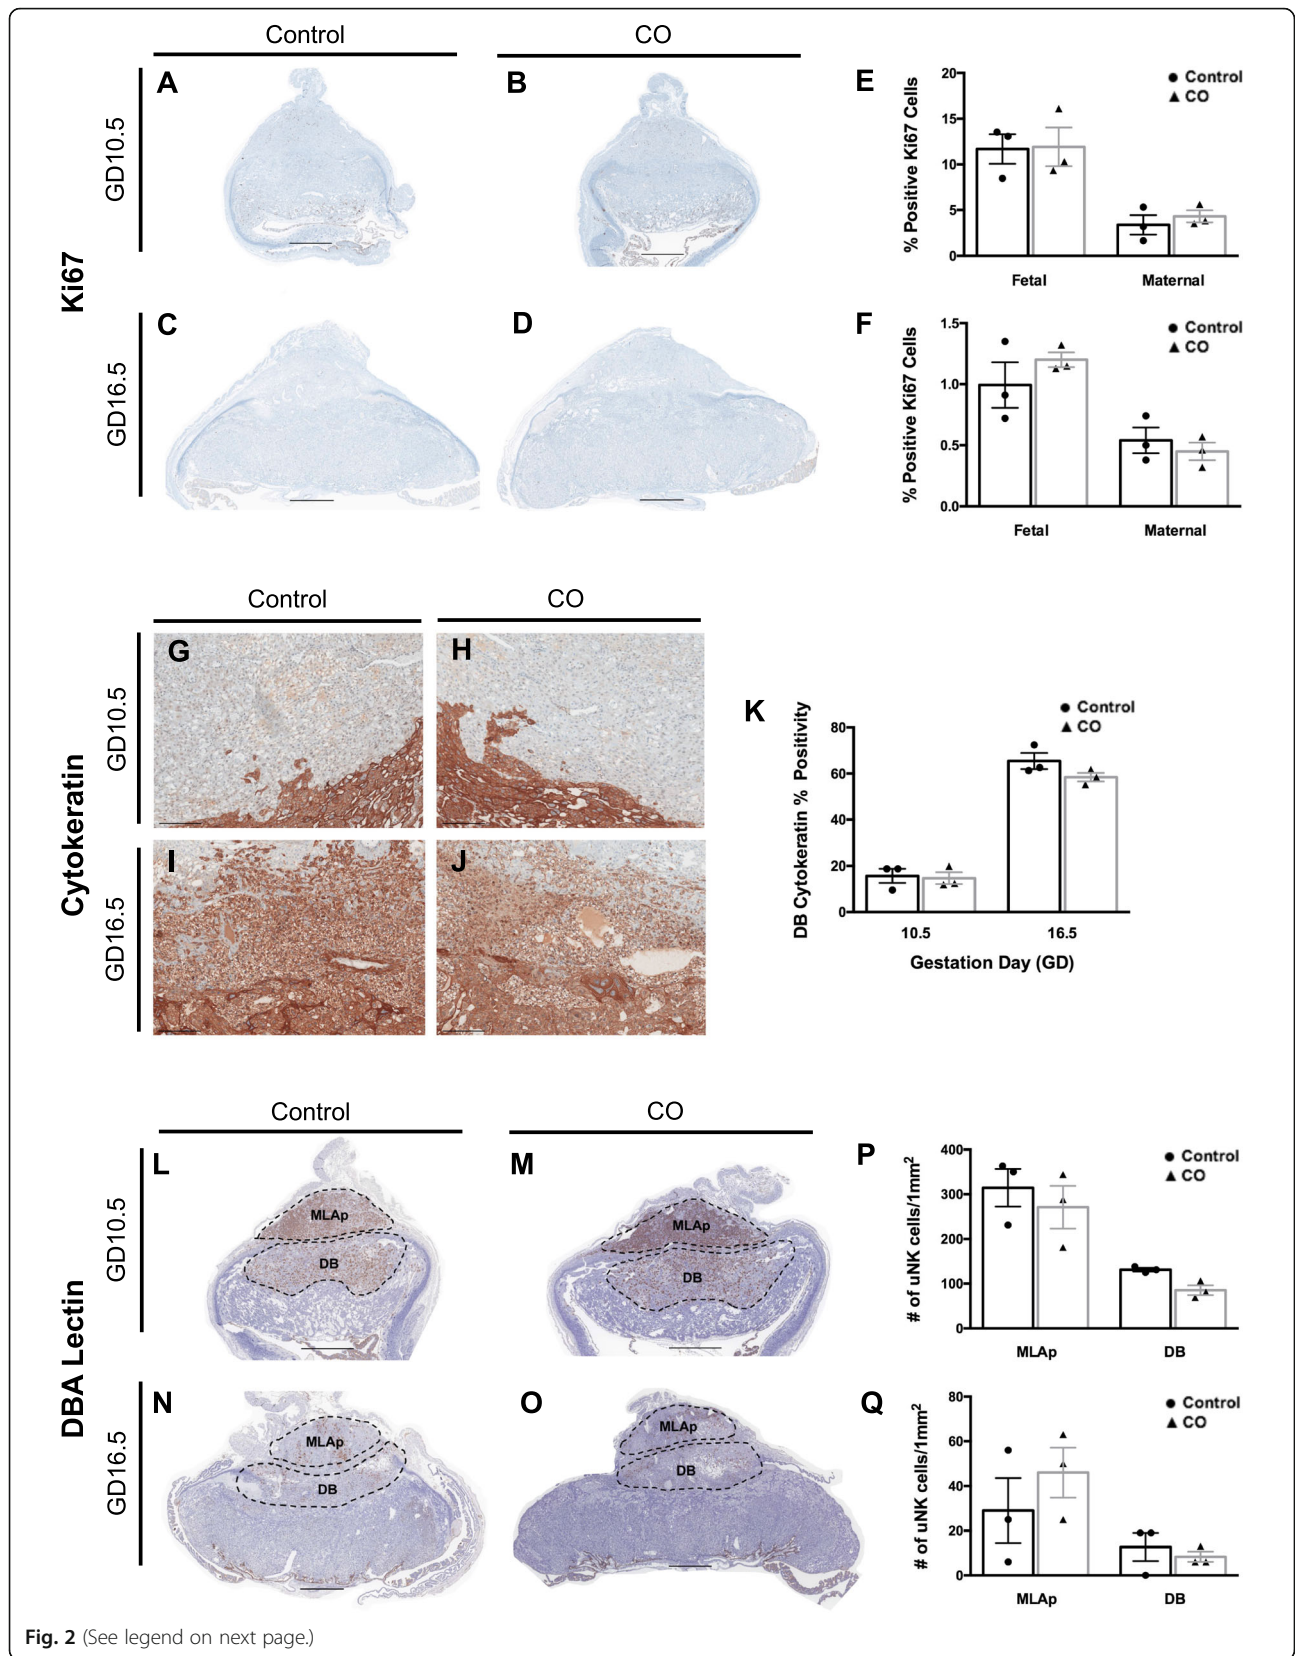 Control
CO
Ki67
GD10.5
A
B
E
% Positive Ki67 Cells
20
15
10
5
0
Control
CO
Fetal
Maternal
GD16.5
C
D
F
% Positive Ki67 Cells
1.5
1.0
0.5
0.0
Control
CO
Fetal
Maternal
Control
CO
Cytokeratin
GD10.5
G
H
GD16.5
I
J
K
DB Cytokeratin % Positivity
80
60
40
20
0
Control
CO
10.5
16.5
Gestation Day (GD)
Control
CO
DBA Lectin
GD10.5
L
MLAp
DB
M
MLAp
DB
P
# of uNK cells/1mm²
400
300
200
100
0
Control
CO
MLAp
DB
GD16.5
N
MLAp
DB
O
MLAp
DB
Q
# of uNK cells/1mm²
80
60
40
20
0
Control
CO
MLAp
DB
Fig. 2 (See legend on next page.)